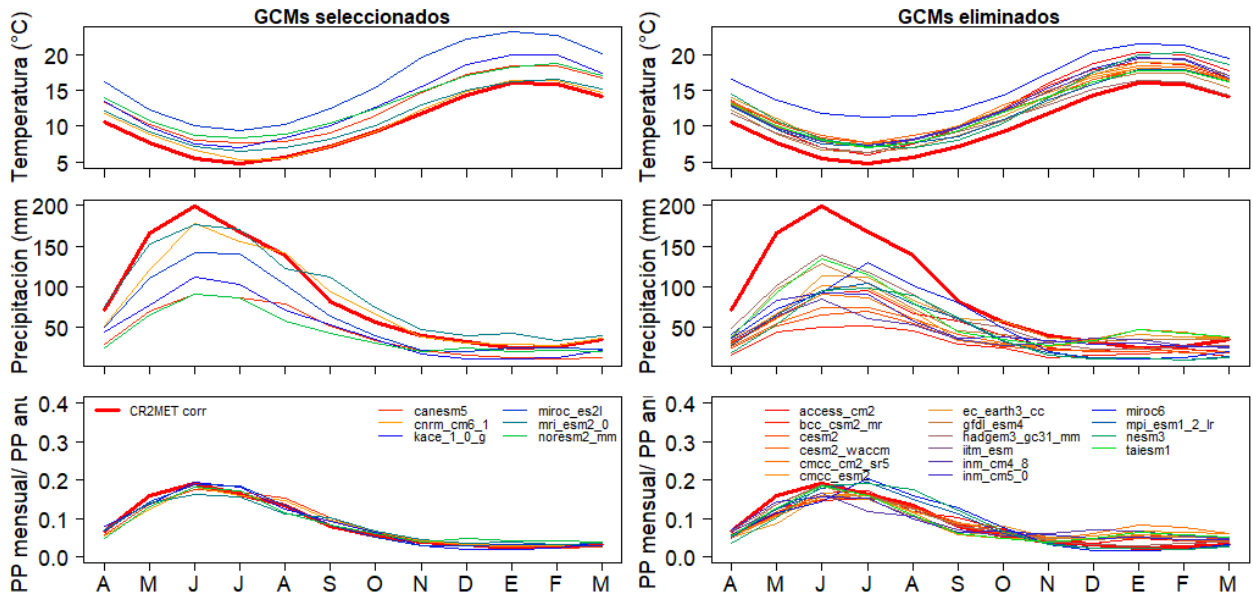 GCMs seleccionados
GCMs eliminados
Temperatura (°C)
20
15
10
5
A M J J A S O N D E F M
Temperatura (°C)
20
15
10
5
A M J J A S O N D E F M
Precipitación (mm
200
150
100
50
A M J J A S O N D E F M
Precipitación (mm
200
150
100
50
A M J J A S O N D E F M
PP mensual/ PP anu
0.4
0.3
0.2
0.1
0.0
CR2MET corr
canesm5
cnrm_cm6_1
kace_1_0_g
miroc_es2l
mri_esm2_0
noresm2_mm
A M J J A S O N D E F M
PP mensual/ PP anu
0.4
0.3
0.2
0.1
0.0
access_cm2
bcc_csm2_mr
cesm2
cesm2_waccm
cmcc_cm2_sr5
cmcc_esm2
ec_earth3_cc
gfdl_esm4
hadgem3_gc31_mm
iitm_esm
inm_cm4_8
inm_cm5_0
miroc6
mpi_esm1_2_lr
nesm3
taiesm1
A M J J A S O N D E F M